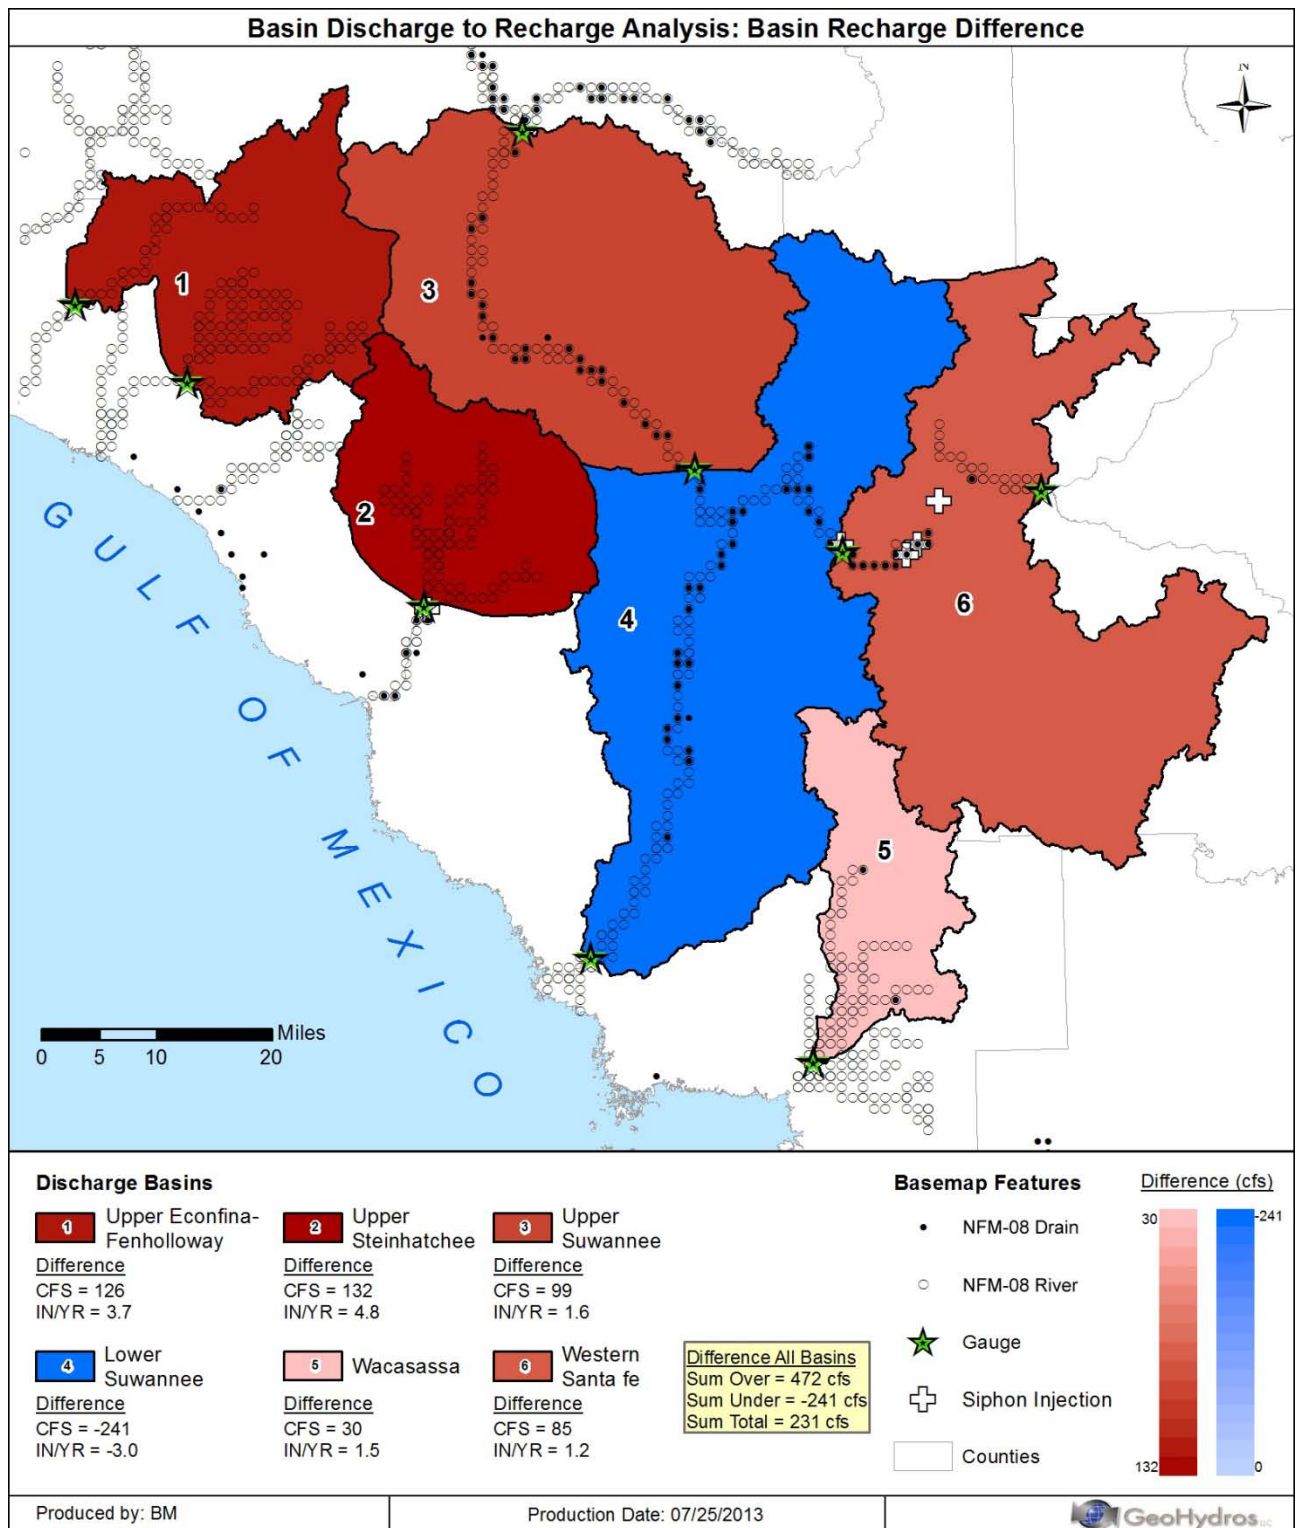 Basin Discharge to Recharge Analysis: Basin Recharge Difference
N
1
3
2
4
6
5
GULF OF MEXICO
Miles
0 5 10 20
Discharge Basins
1 Upper Econfina-
Fenholloway
Difference
CFS = 126
IN/YR = 3.7
2 Upper
Steinhatchee
Difference
CFS = 132
IN/YR = 4.8
3 Upper
Suwannee
Difference
CFS = 99
IN/YR = 1.6
4 Lower
Suwannee
Difference
CFS = -241
IN/YR = -3.0
5 Wacasassa
Difference
CFS = 30
IN/YR = 1.5
6 Western
Santa fe
Difference
CFS = 85
IN/YR = 1.2
Difference All Basins
Sum Over = 472 cfs
Sum Under = -241 cfs
Sum Total = 231 cfs
Basemap Features
NFM-08 Drain
NFM-08 River
Gauge
Siphon Injection
Counties
Difference (cfs)
30 -241
132 0
Produced by: BM
Production Date: 07/25/2013
GeoHydros LLC